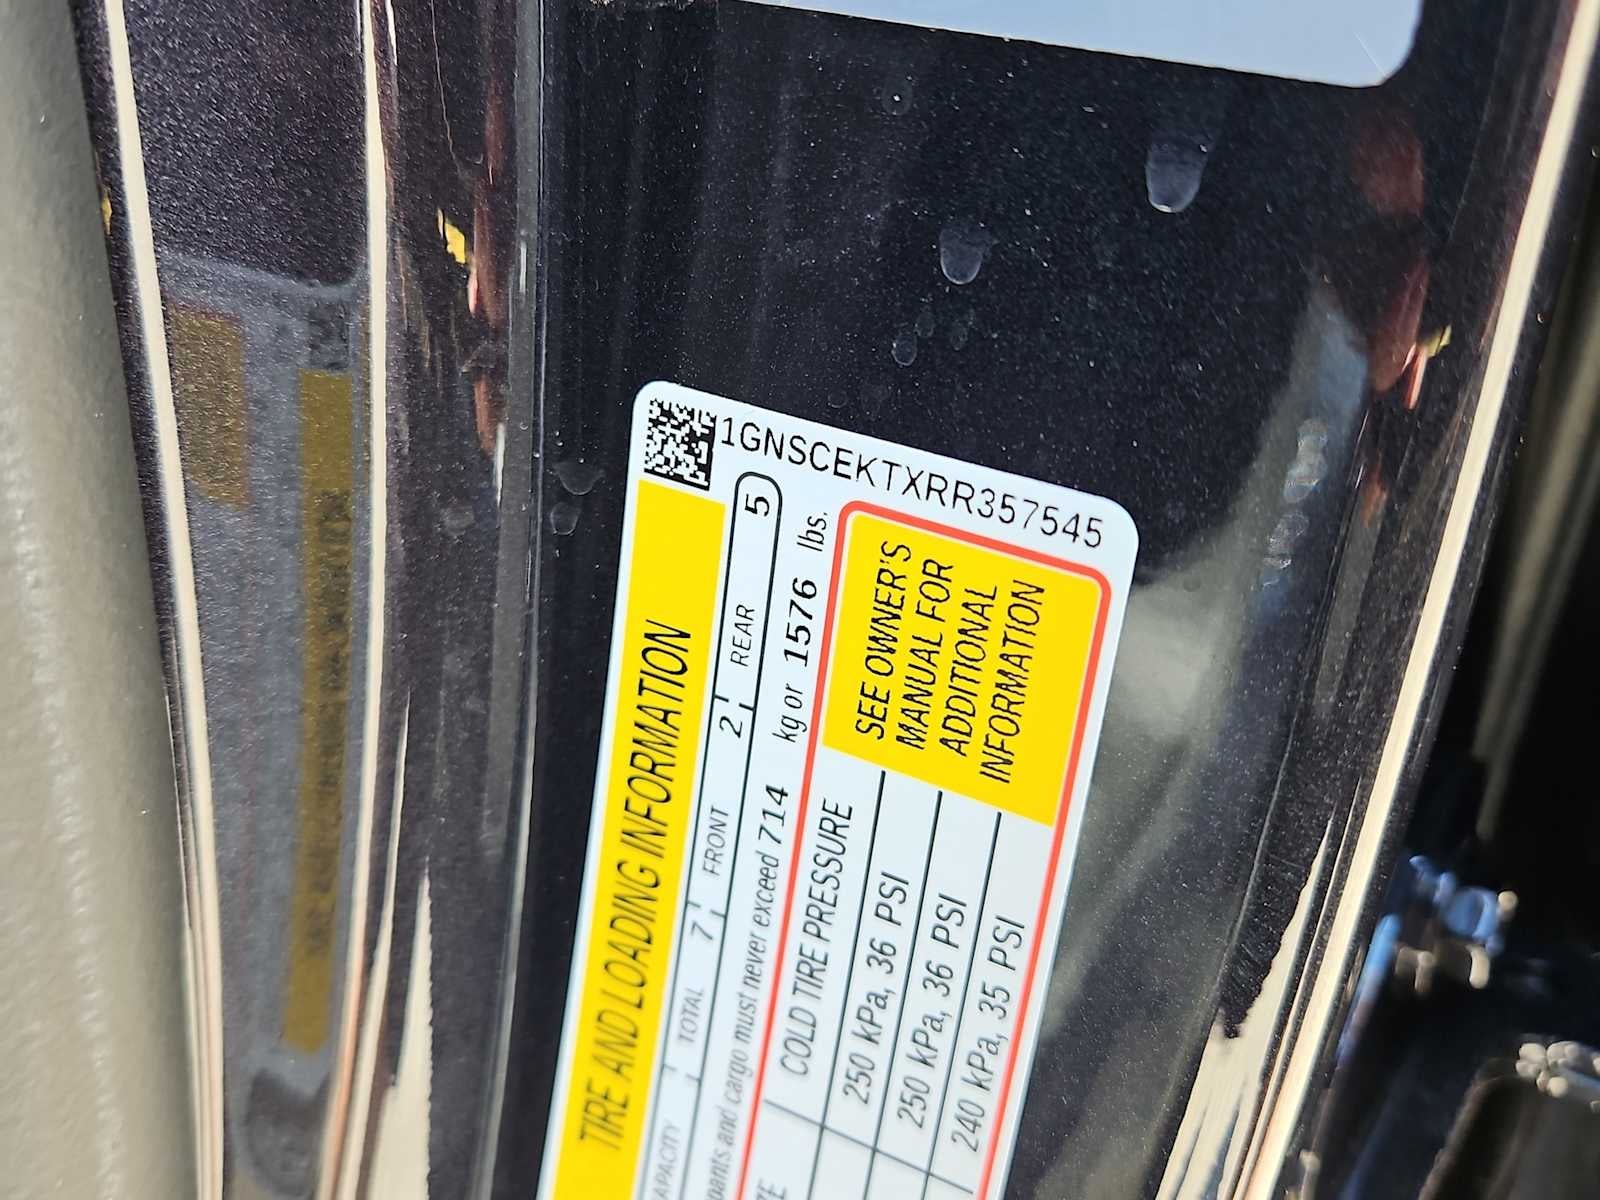 1GNSCEKTXRR357545
TIRE AND LOADING INFORMATION
TOTAL 7 FRONT 2 REAR 5
and cargo must never exceed 714 kg or 1576 lbs.
COLD TIRE PRESSURE
250 kPa, 36 PSI
250 kPa, 36 PSI
240 kPa, 35 PSI
SEE OWNER'S
MANUAL FOR
ADDITIONAL
INFORMATION